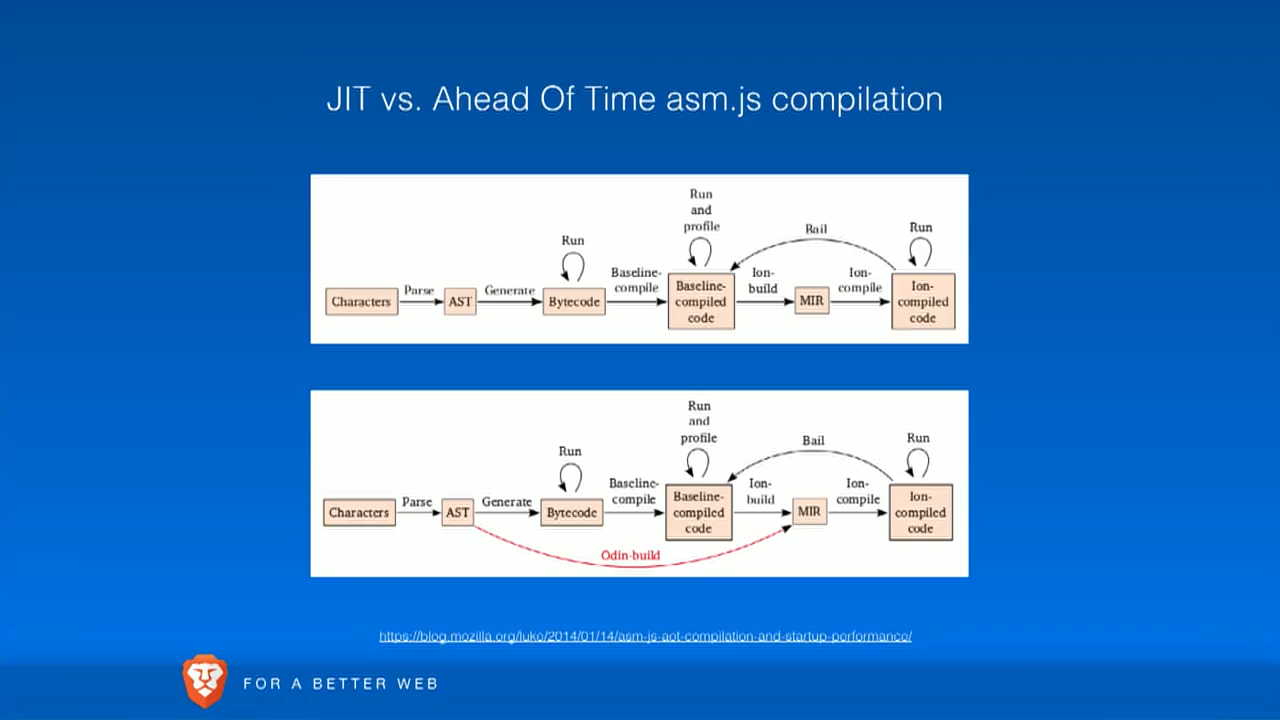 JIT vs. Ahead Of Time asm.js compilation
Run
and
profile
Run
Bail
Run
Baseline-
compile
Ion-
build
Ion-
compile
Parse
Generate
Characters
AST
Bytecode
Baseline-
compiled
code
MIR
Ion-
compiled
code
Run
and
profile
Run
Bail
Run
Baseline-
compile
Ion-
build
Ion-
compile
Parse
Generate
Characters
AST
Bytecode
Baseline-
compiled
code
MIR
Ion-
compiled
code
Odin-build
https://blog.mozilla.org/luke/2014/01/14/asm-js-aot-compilation-and-startup-performance/
FOR A BETTER WEB